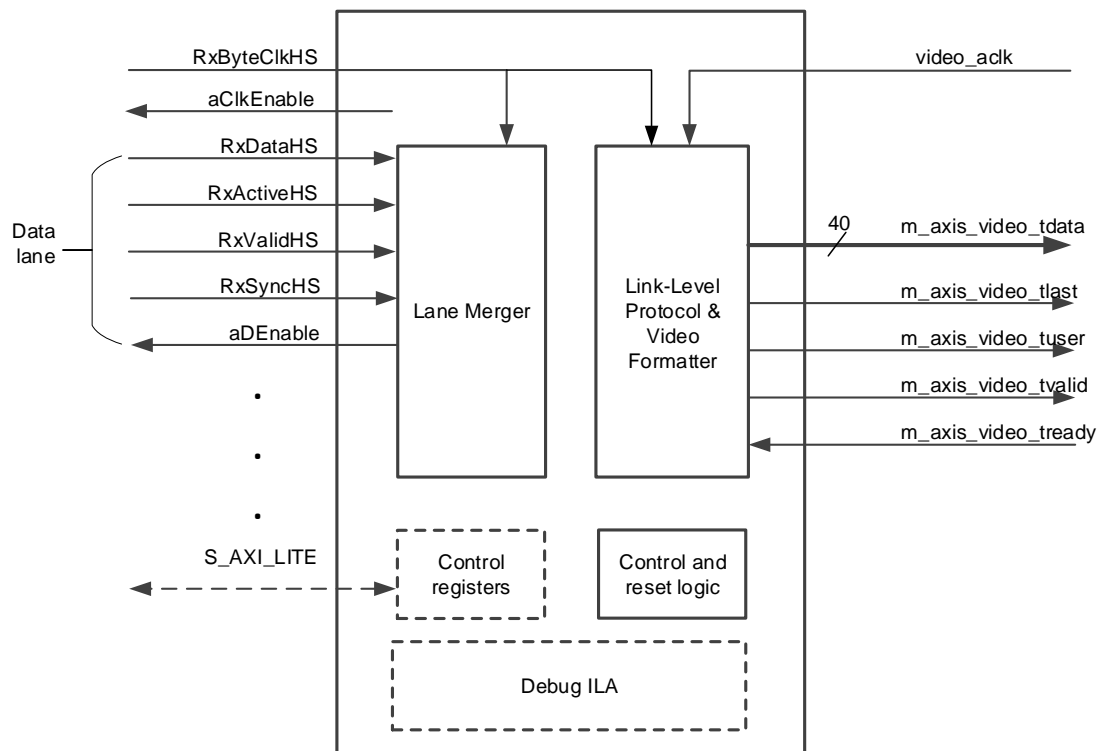 RxByteClkHS
video_aclk
aClkEnable
RxDataHS
RxActiveHS
RxValidHS
RxSyncHS
aDEnable
Data
lane
Lane Merger
Link-Level
Protocol &
Video
Formatter
40
m_axis_video_tdata
m_axis_video_tlast
m_axis_video_tuser
m_axis_video_tvalid
m_axis_video_tready
S_AXI_LITE
Control
registers
Control and
reset logic
Debug ILA